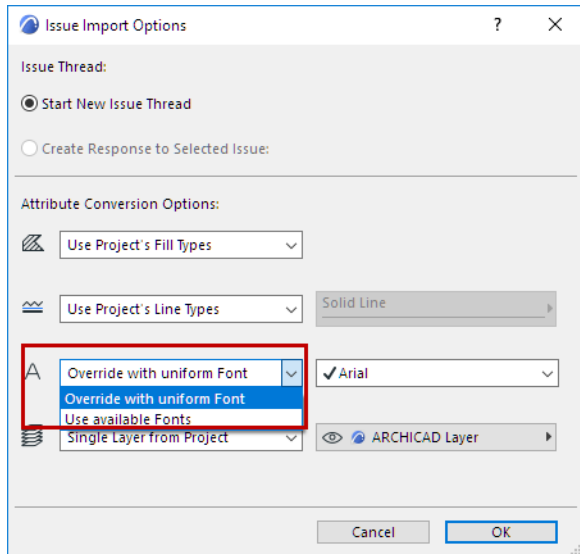 Issue Import Options
Issue Thread:
Start New Issue Thread
Create Response to Selected Issue:
Attribute Conversion Options:
Use Project's Fill Types
Use Project's Line Types
Solid Line
Override with uniform Font
Arial
Override with uniform Font
Use available Fonts
Single Layer from Project
ARCHICAD Layer
Cancel
OK